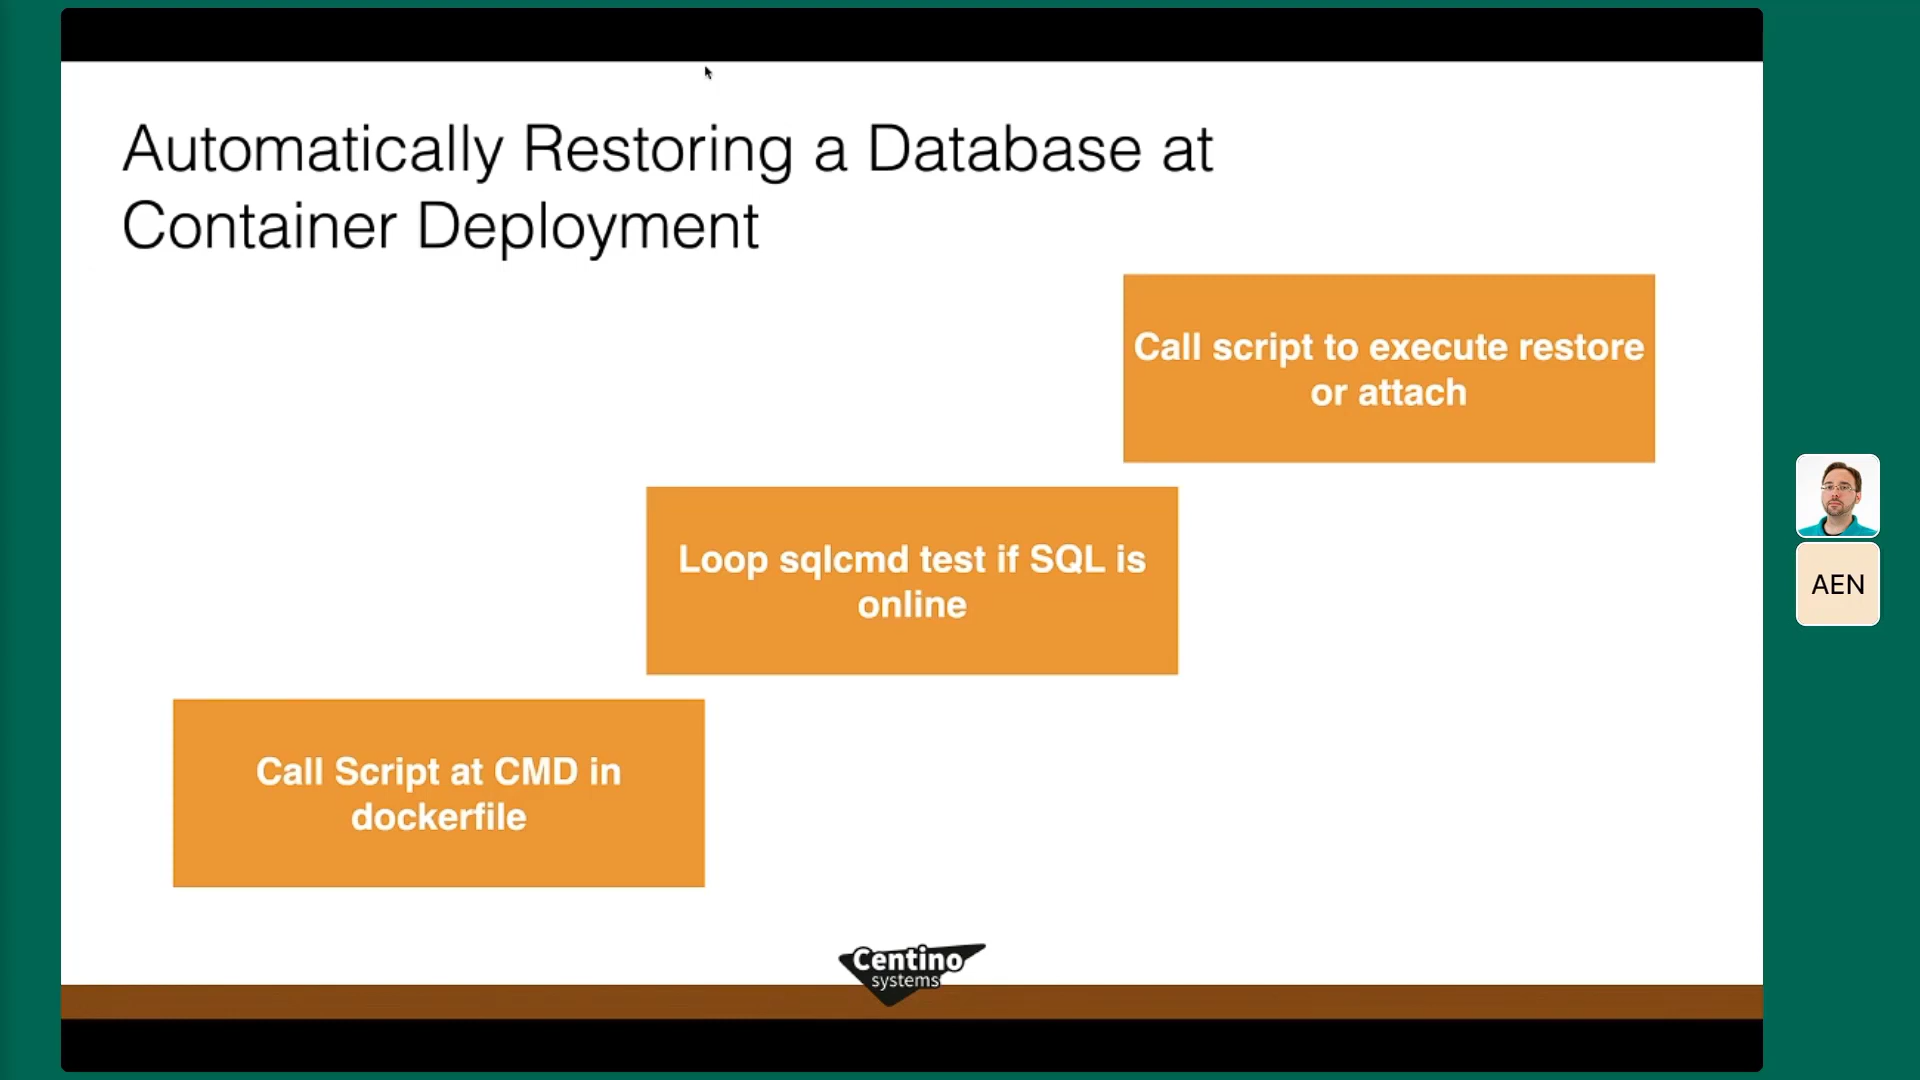 Automatically Restoring a Database at
Container Deployment
Call script to execute restore
or attach
Loop sqlcmd test if SQL is
online
Call Script at CMD in
dockerfile
Centino
systems
AEN